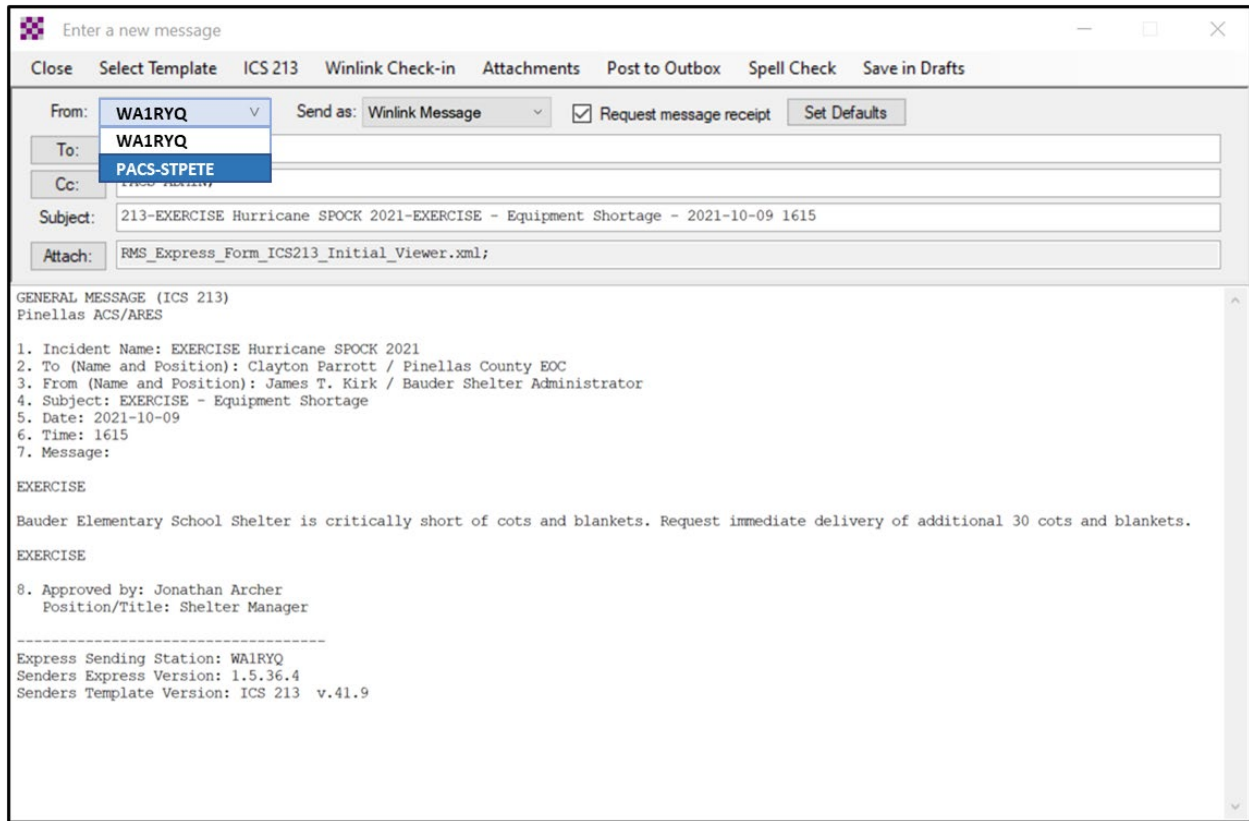 Enter a new message
Close Select Template ICS 213 Winlink Check-in Attachments Post to Outbox Spell Check Save in Drafts
From: WA1RYQ Send as: Winlink Message Request message receipt Set Defaults
WA1RYQ
To:
PACS-STPETE
Cc:
Subject: 213-EXERCISE Hurricane SPOCK 2021-EXERCISE - Equipment Shortage - 2021-10-09 1615
Attach: RMS_Express_Form_ICS213_Initial_Viewer.xml;
GENERAL MESSAGE (ICS 213)
Pinellas ACS/ARES
1. Incident Name: EXERCISE Hurricane SPOCK 2021
2. To (Name and Position): Clayton Parrott / Pinellas County EOC
3. From (Name and Position): James T. Kirk / Bauder Shelter Administrator
4. Subject: EXERCISE - Equipment Shortage
5. Date: 2021-10-09
6. Time: 1615
7. Message:
EXERCISE
Bauder Elementary School Shelter is critically short of cots and blankets. Request immediate delivery of additional 30 cots and blankets.
EXERCISE
8. Approved by: Jonathan Archer
Position/Title: Shelter Manager
------------------------------------
Express Sending Station: WA1RYQ
Senders Express Version: 1.5.36.4
Senders Template Version: ICS 213 v.41.9